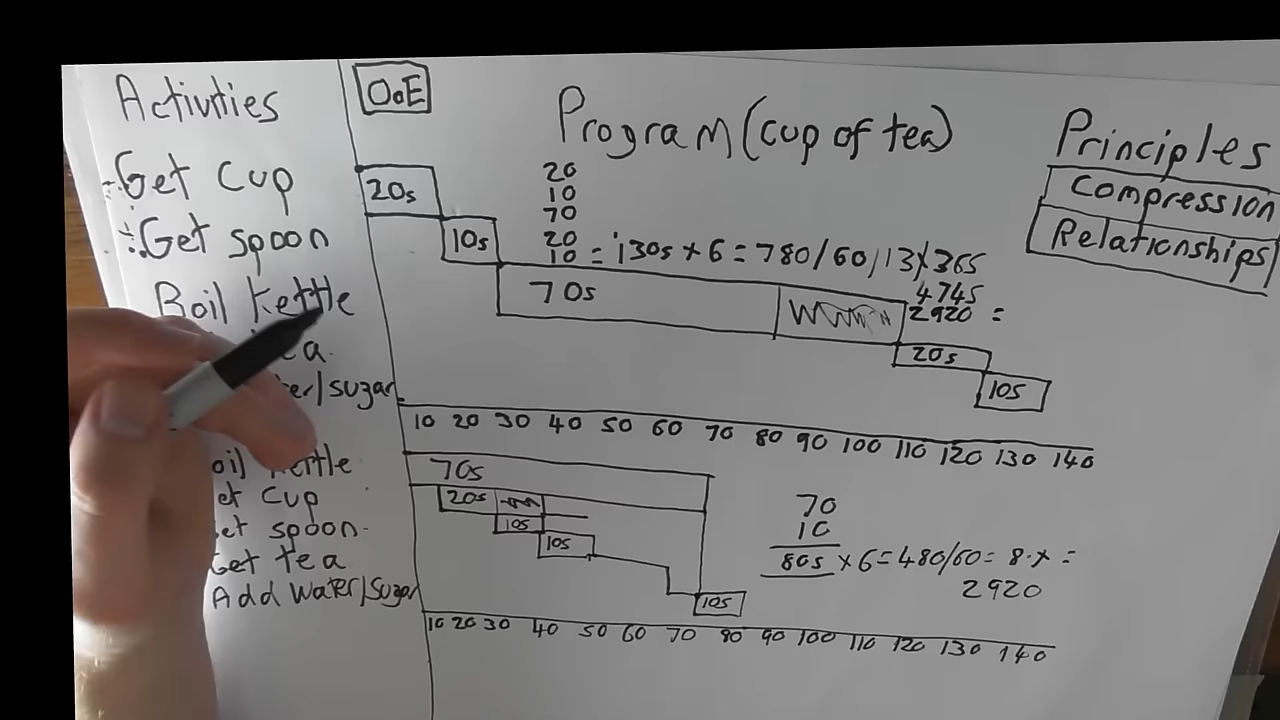 Activities
OoE
Program (cup of tea)
Principles
Compression
Relationships
Get Cup
Get spoon
Boil Kettle
sugar
20s
10s
70s
20s
10s
20
10
70
20
10 = 130s x 6 = 780/60/13 x 365
4745
2920 =
10 20 30 40 50 60 70 80 90 100 110 120 130 140
Kettle
Cup
spoon
Get tea
Add Water/Sugar
70s
20s
10s
10s
10s
70
10
80s x 6 = 480/60 = 8 · x =
2920
10 20 30 40 50 60 70 80 90 100 110 120 130 140